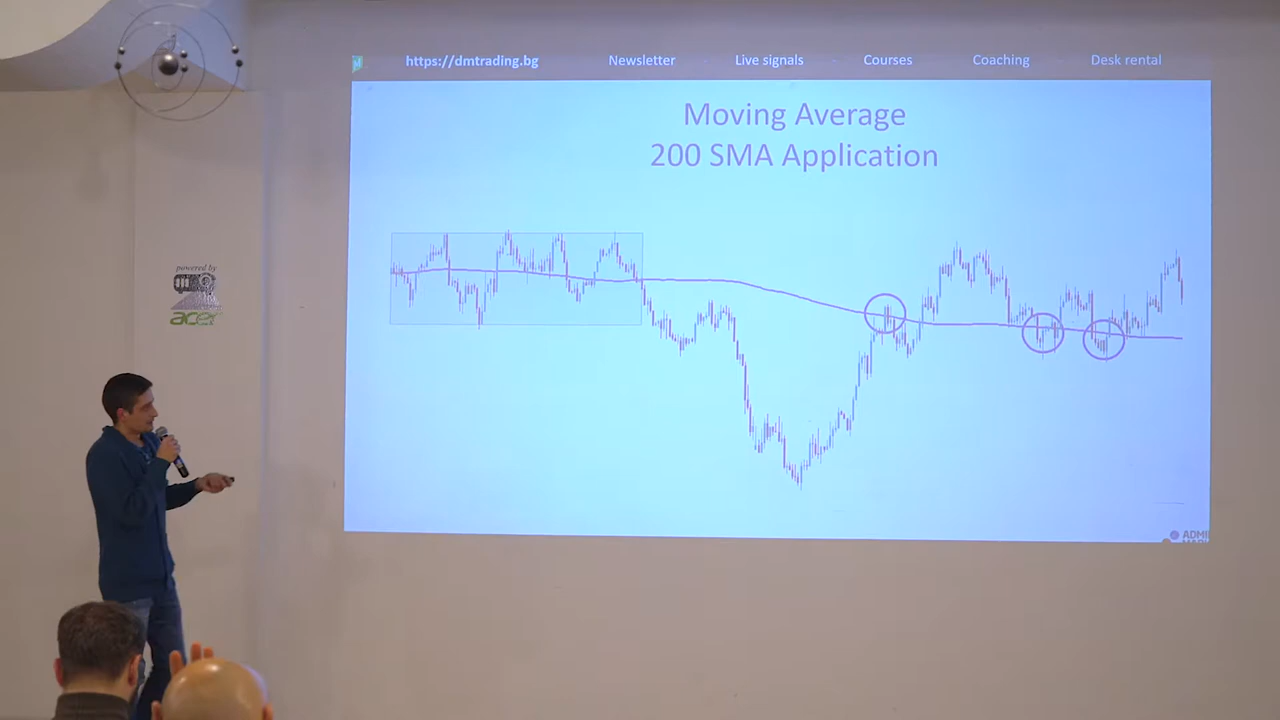 https://dmtrading.bg Newsletter Live signals Courses Coaching Desk rental
Moving Average
200 SMA Application
powered by
acer